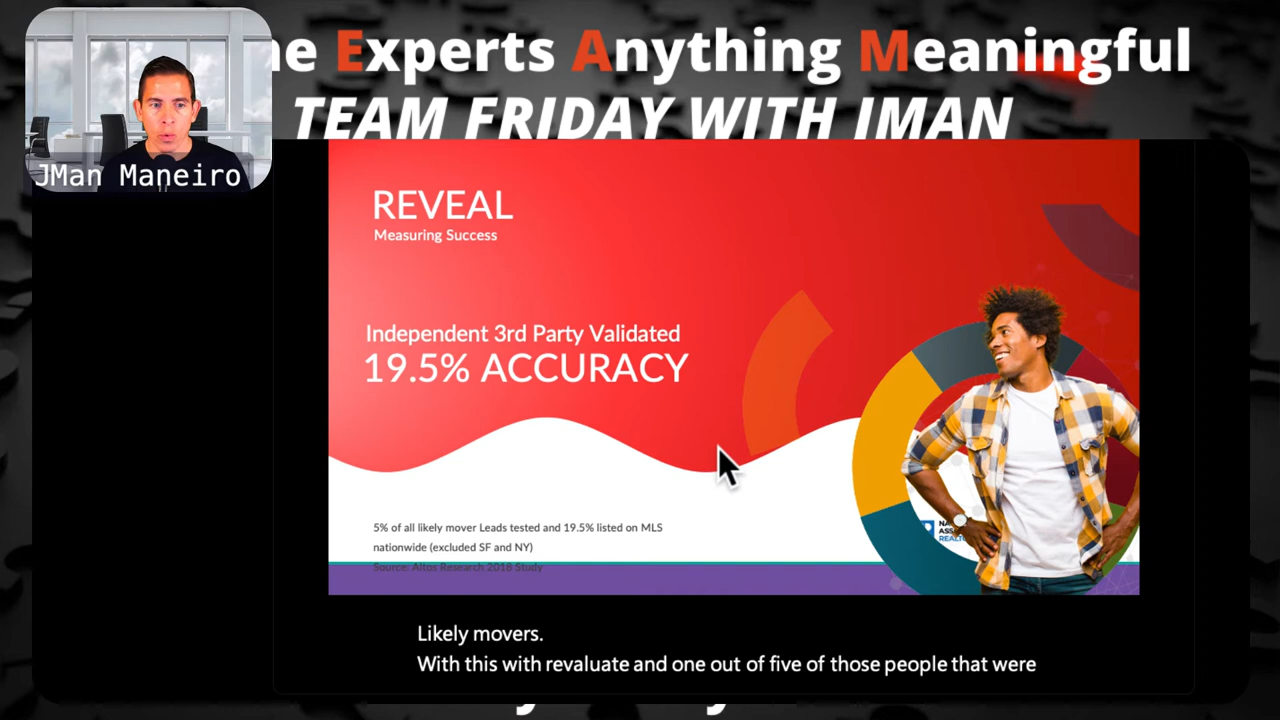 e Experts Anything Meaningful
TEAM FRIDAY WITH JMAN
JMan Maneiro
REVEAL
Measuring Success
Independent 3rd Party Validated
19.5% ACCURACY
5% of all likely mover Leads tested and 19.5% listed on MLS
nationwide (excluded SF and NY)
Source: Altos Research 2018 Study
Likely movers.
With this with revaluate and one out of five of those people that were